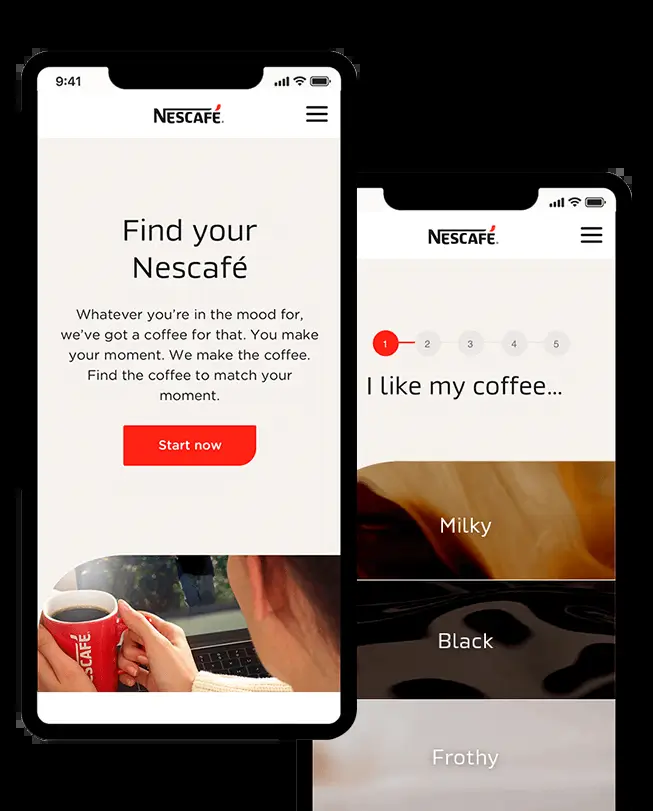 9:41
NESCAFÉ.
Find your
Nescafé
Whatever you're in the mood for,
we've got a coffee for that. You make
your moment. We make the coffee.
Find the coffee to match your
moment.
Start now
NESCAFÉ
NESCAFÉ.
1 2 3 4 5
I like my coffee...
Milky
Black
Frothy